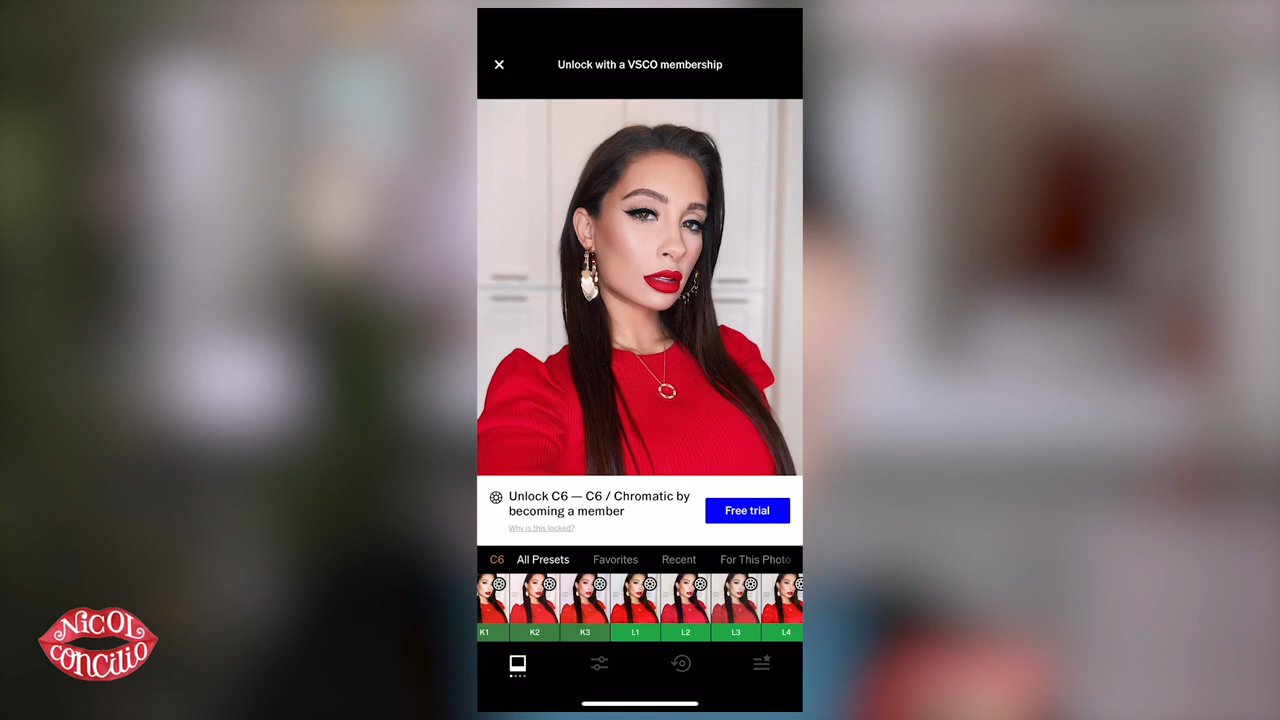 Unlock with a VSCO membership
Unlock C6 — C6 / Chromatic by
becoming a member
Free trial
Why is this locked?
C6 All Presets Favorites Recent For This Photo
K1 K2 K3 L1 L2 L3 L4
NiCOL
CONCiLiO